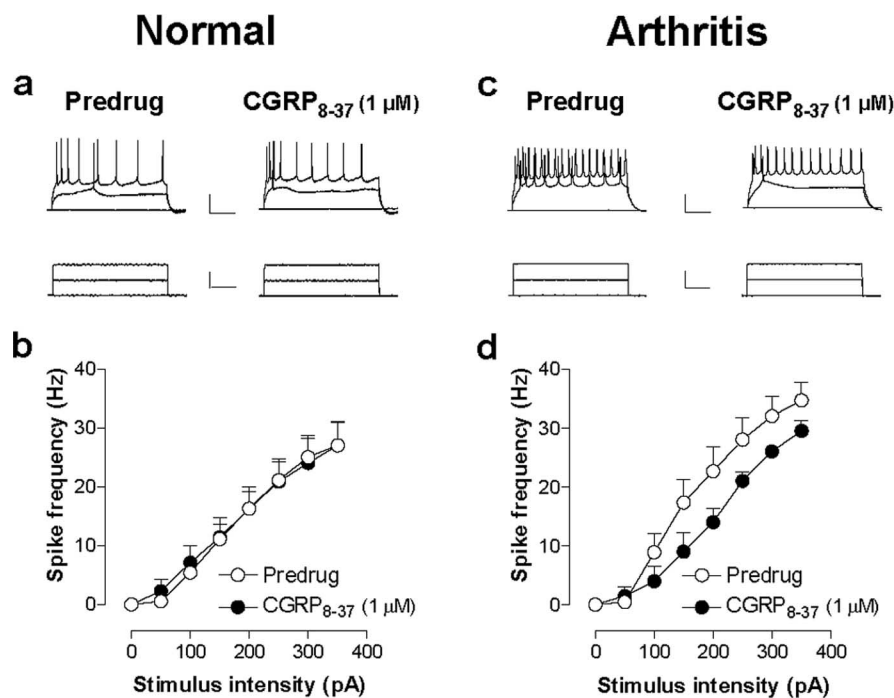 Normal
Arthritis
a
Predrug
CGRP8-37 (1 µM)
c
Predrug
CGRP8-37 (1 µM)
b
Spike frequency (Hz)
40
30
20
10
0
Predrug
CGRP8-37 (1 µM)
0 100 200 300 400
Stimulus intensity (pA)
d
Spike frequency (Hz)
40
30
20
10
0
Predrug
CGRP8-37 (1 µM)
0 100 200 300 400
Stimulus intensity (pA)